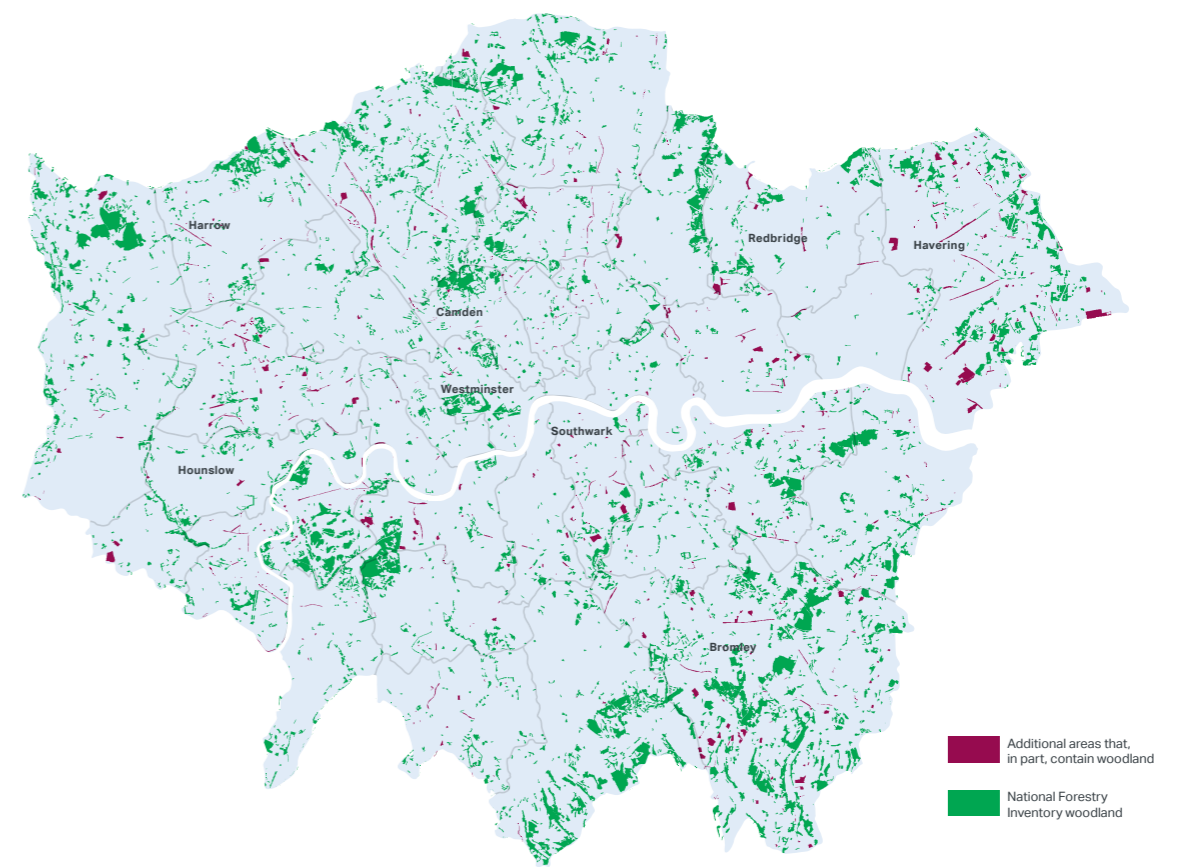 Harrow
Redbridge
Havering
Camden
Westminster
Southwark
Hounslow
Bromley
Additional areas that,
in part, contain woodland
National Forestry
Inventory woodland